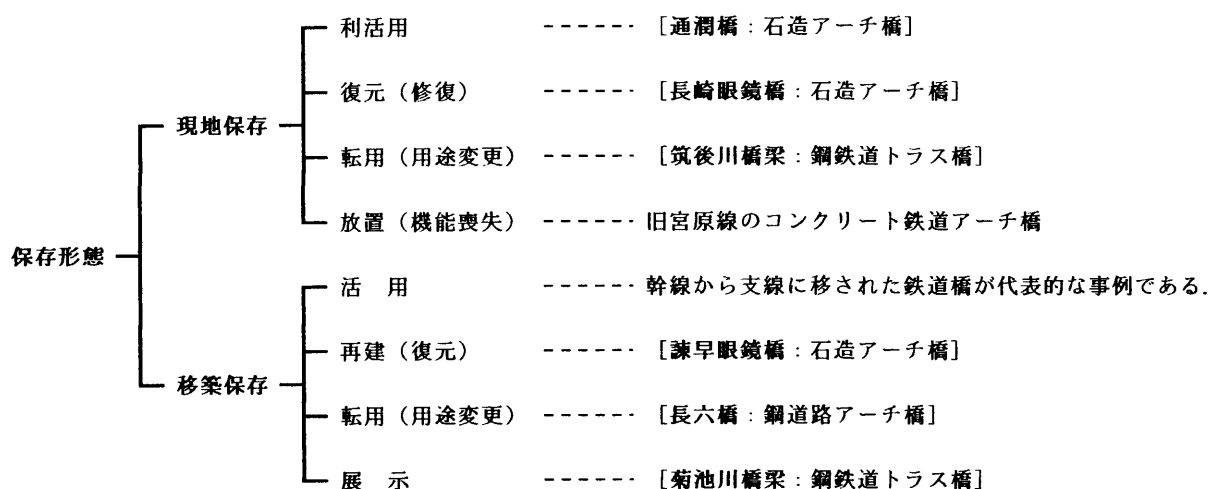 利活用 ------ [通潤橋：石造アーチ橋]
復元（修復） ------ [長崎眼鏡橋：石造アーチ橋]
現地保存
転用（用途変更） ------ [筑後川橋梁：鋼鉄道トラス橋]
放置（機能喪失） ------ 旧宮原線のコンクリート鉄道アーチ橋
保存形態
活　用 ------ 幹線から支線に移された鉄道橋が代表的な事例である．
再建（復元） ------ [諫早眼鏡橋：石造アーチ橋]
移築保存
転用（用途変更） ------ [長六橋：鋼道路アーチ橋]
展　示 ------ [菊池川橋梁：鋼鉄道トラス橋]